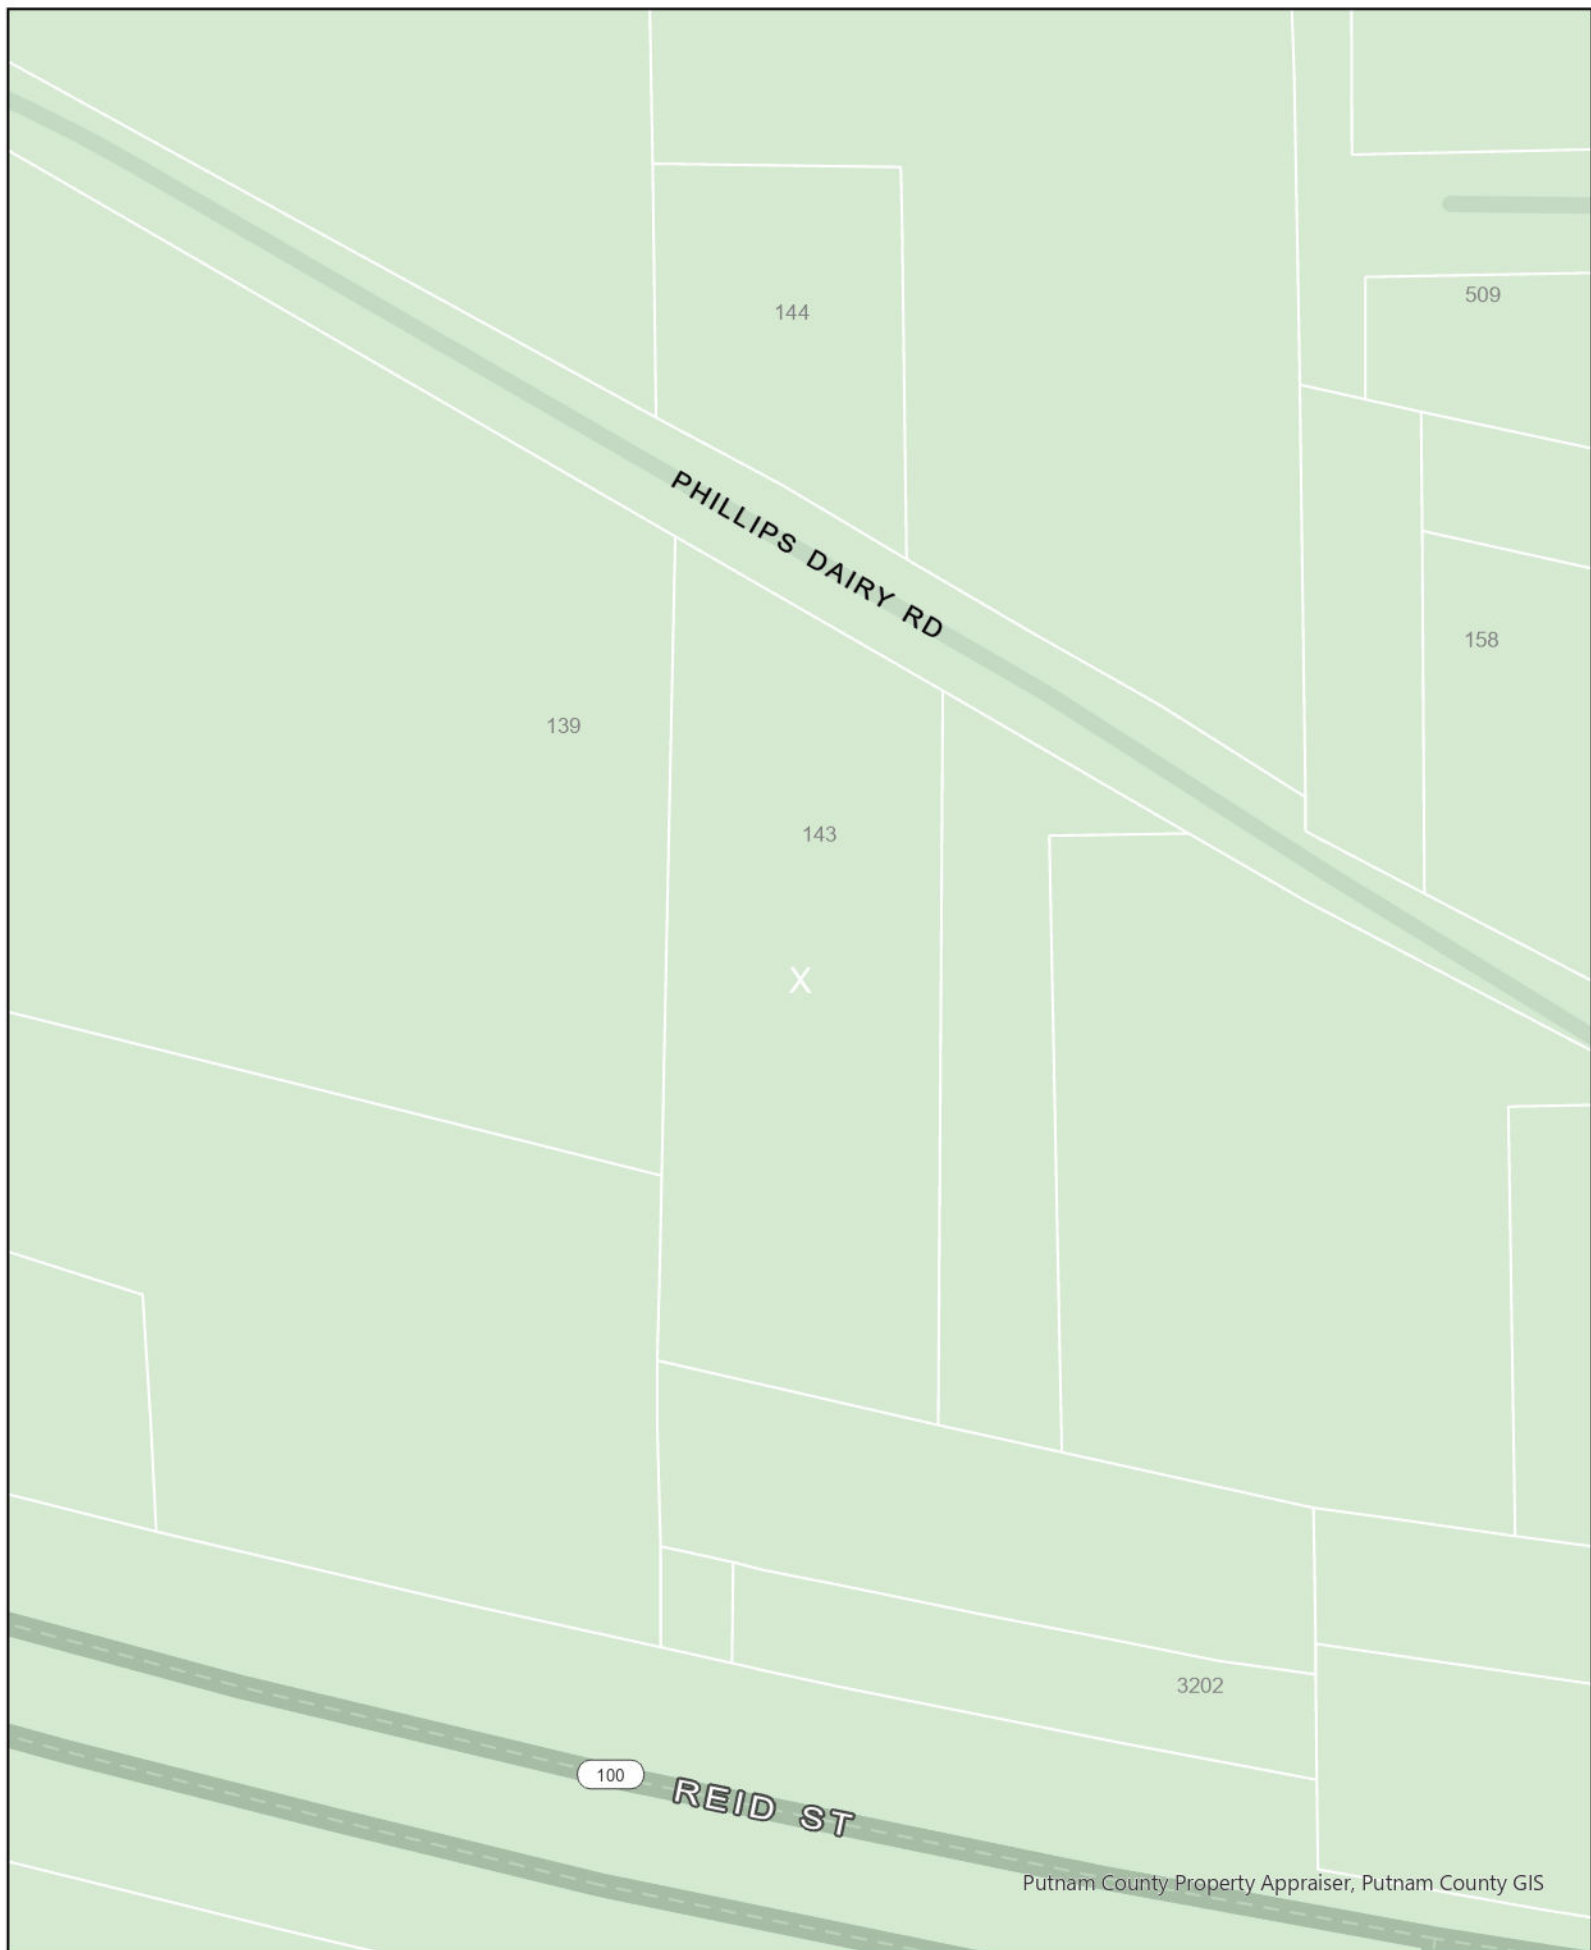 144
509
PHILLIPS DAIRY RD
158
139
143
X
3202
100
REID ST
Putnam County Property Appraiser, Putnam County GIS